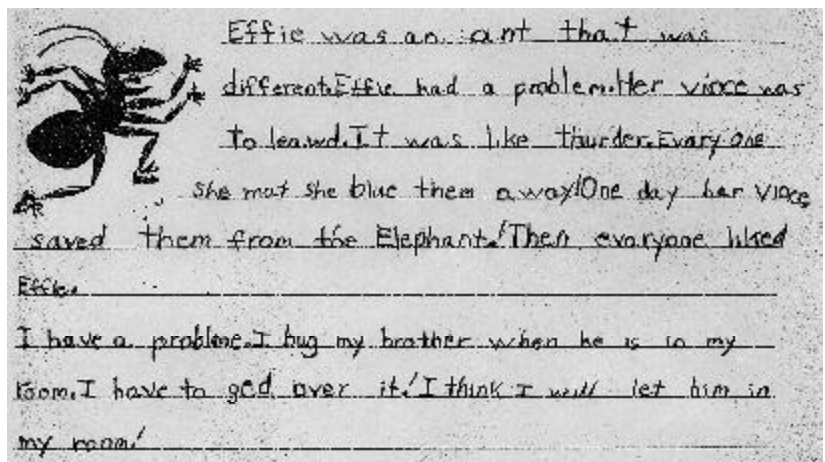 Effie was an ant that was
different. Effie had a problem. Her vioce was
to leawd. It was like thurder. Evary one
she mat she blue them away! One day her vioce
saved them from the Elephant.! Then everyone liked
Effie.
I have a probleme. I bug my brother when he is in my
room. I have to ged over it.! I think I will let him in
my room!